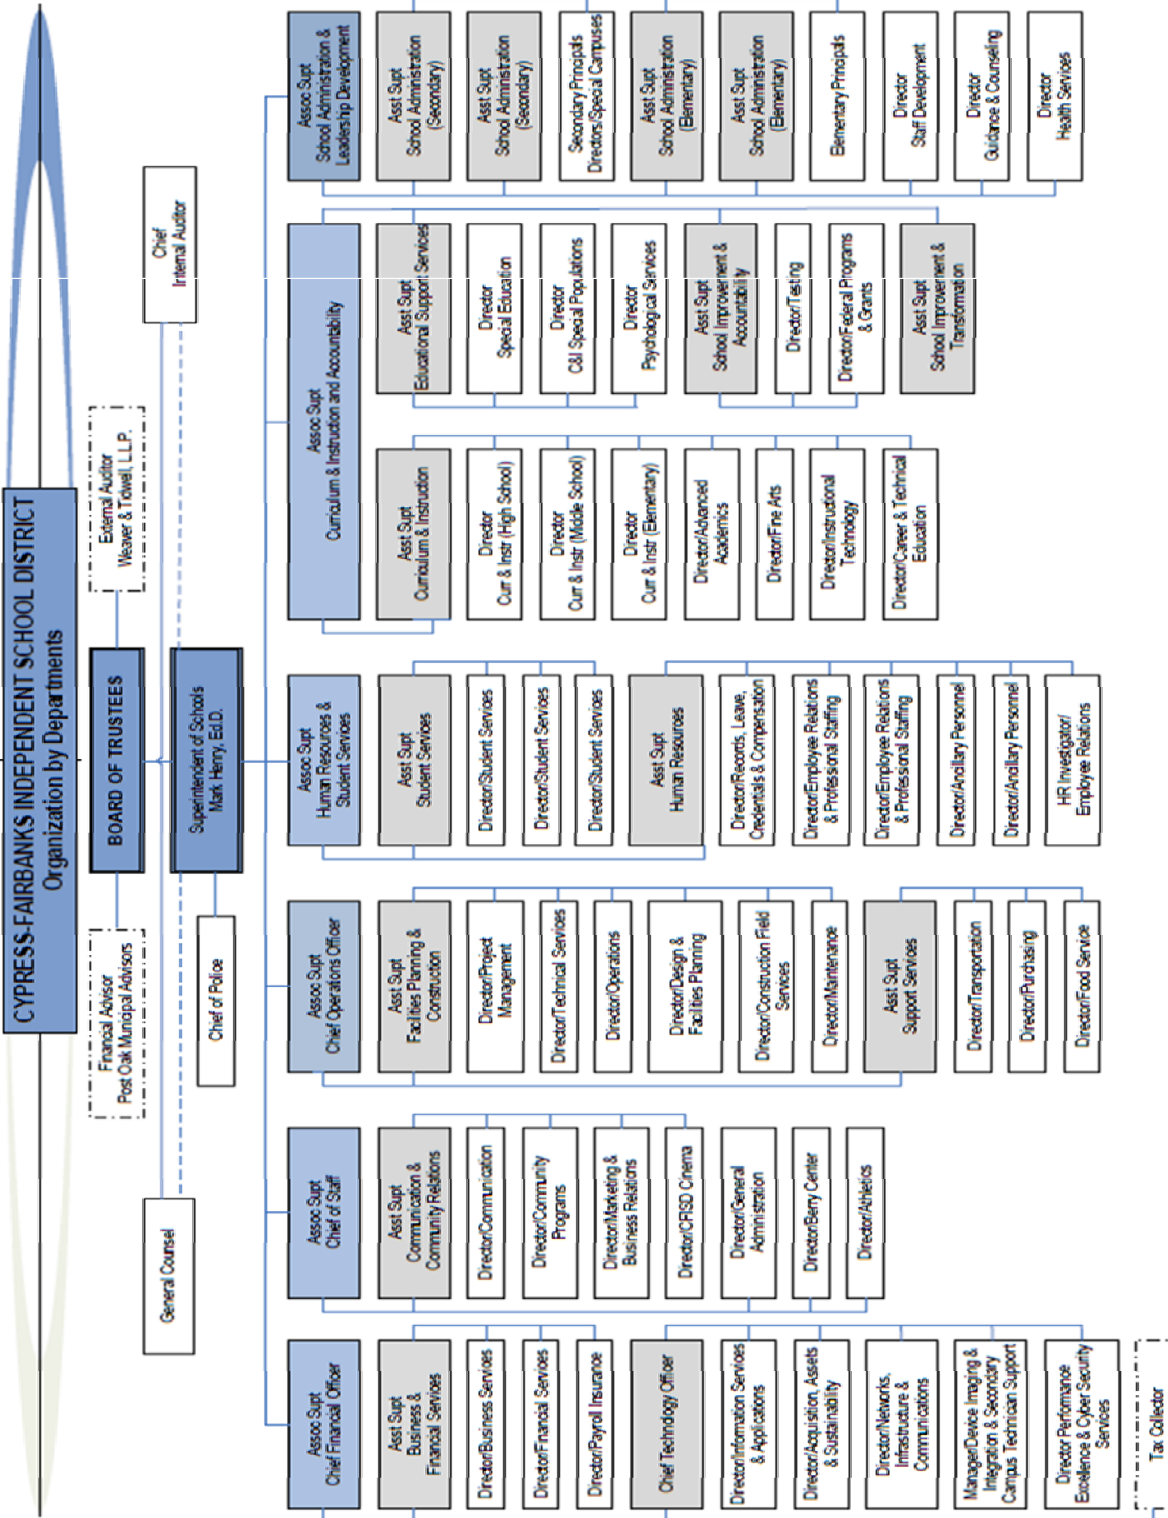 CYPRESS-FAIRBANKS INDEPENDENT SCHOOL DISTRICT
Organization by Departments
Financial Advisor
Post Oak Municipal Advisors
BOARD OF TRUSTEES
External Auditor
Weaver & Tidwell, L.L.P.
General Counsel
Chief
Internal Auditor
Chief of Police
Superintendent of Schools
Mark Henry, Ed.D.
Assoc Supt
Chief Financial Officer
Asst Supt
Business &
Financial Services
Director/Business Services
Director/Financial Services
Director/Payroll Insurance
Chief Technology Officer
Director/Information Services
& Applications
Director/Acquisition, Assets
& Sustainability
Director/Networks,
Infrastructure &
Communications
Manager/Device Imaging &
Integration & Secondary
Campus Technician Support
Director Performance
Excellence & Cyber Security
Services
Tax Collector
Assoc Supt
Chief of Staff
Asst Supt
Communication &
Community Relations
Director/Communication
Director/Community
Programs
Director/Marketing &
Business Relations
Director/CFISD Cinema
Director/General
Administration
Director/Berry Center
Director/Athletics
Assoc Supt
Chief Operations Officer
Asst Supt
Facilities Planning &
Construction
Director/Project
Management
Director/Technical Services
Director/Operations
Director/Design &
Facilities Planning
Director/Construction Field
Services
Director/Maintenance
Asst Supt
Support Services
Director/Transportation
Director/Purchasing
Director/Food Service
Assoc Supt
Human Resources &
Student Services
Asst Supt
Student Services
Director/Student Services
Director/Student Services
Director/Student Services
Asst Supt
Human Resources
Director/Records, Leave,
Credentials & Compensation
Director/Employee Relations
& Professional Staffing
Director/Employee Relations
& Professional Staffing
Director/Ancillary Personnel
Director/Ancillary Personnel
HR Investigator/
Employee Relations
Assoc Supt
Curriculum & Instruction and Accountability
Asst Supt
Curriculum & Instruction
Director
Curr & Instr (High School)
Director
Curr & Instr (Middle School)
Director
Curr & Instr (Elementary)
Director/Advanced
Academics
Director/Fine Arts
Director/Instructional
Technology
Director/Career & Technical
Education
Asst Supt
Educational Support Services
Director
Special Education
Director
C&I Special Populations
Director
Psychological Services
Asst Supt
School Improvement &
Accountability
Director/Testing
Director/Federal Programs
& Grants
Asst Supt
School Improvement &
Transformation
Assoc Supt
School Administration &
Leadership Development
Asst Supt
School Administration
(Secondary)
Asst Supt
School Administration
(Secondary)
Secondary Principals
Directors/Special Campuses
Asst Supt
School Administration
(Elementary)
Asst Supt
School Administration
(Elementary)
Elementary Principals
Director
Staff Development
Director
Guidance & Counseling
Director
Health Services